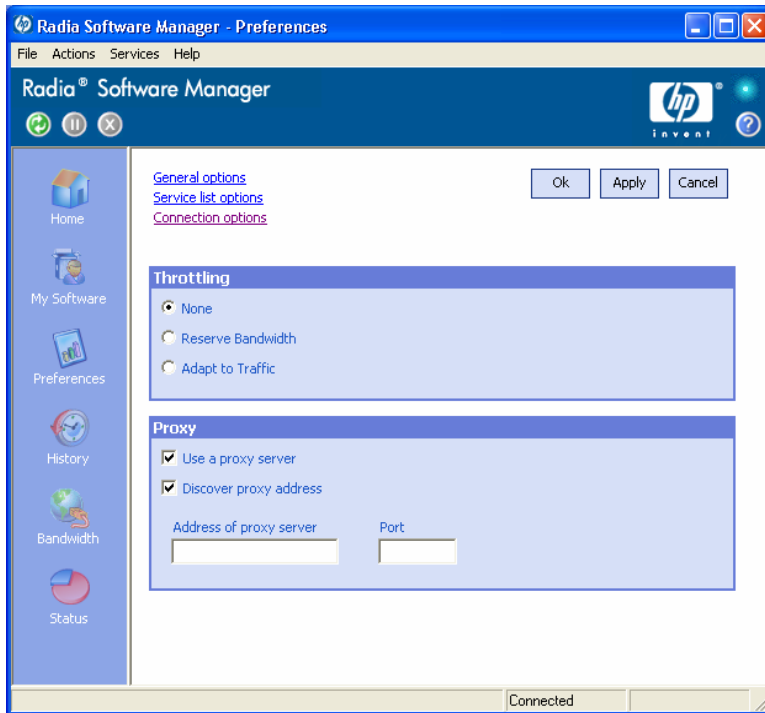 Radia Software Manager - Preferences
File Actions Services Help
Radia® Software Manager
hp ®
invent
Home
My Software
Preferences
History
Bandwidth
Status
General options
Service list options
Connection options
Ok Apply Cancel
Throttling
None
Reserve Bandwidth
Adapt to Traffic
Proxy
Use a proxy server
Discover proxy address
Address of proxy server Port
Connected